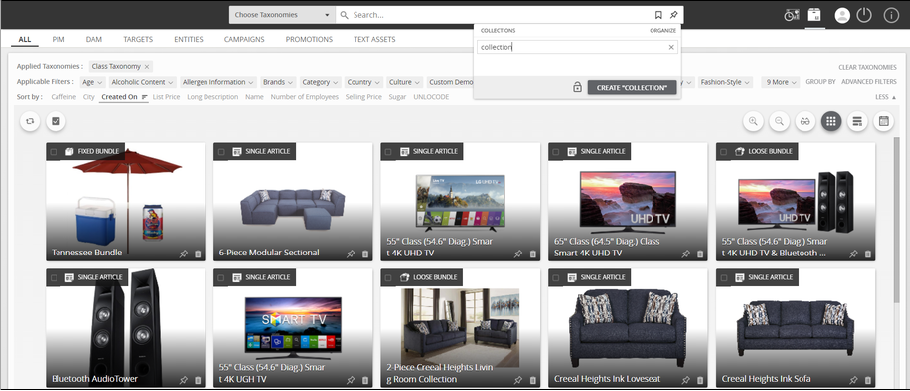 Choose Taxonomies
Search...
COLLECTONS
ORGANIZE
collection
CREATE "COLLECTION"
ALL
PIM
DAM
TARGETS
ENTITIES
CAMPAIGNS
PROMOTIONS
TEXT ASSETS
Applied Taxonomies :
Class Taxonomy
CLEAR TAXONOMIES
Applicable Filters :
Age
Alcoholic Content
Allergen Information
Brands
Category
Country
Culture
Custom Demo
Fashion-Style
9 More
GROUP BY
ADVANCED FILTERS
Sort by :
Caffeine
City
Created On
List Price
Long Description
Name
Number of Employees
Selling Price
Sugar
UNLOCODE
LESS
FIXED BUNDLE
SINGLE ARTICLE
SINGLE ARTICLE
SINGLE ARTICLE
LOOSE BUNDLE
UHD TV
UHD TV
Tennessee Bundle
6-Piece Modular Sectional
55" Class (54.6" Diag.) Smar
t 4K UHD TV
65" Class (64.5" Diag.) Class
Smart 4K UHD TV
55" Class (54.6" Diag.) Smar
t 4K UHD TV & Bluetooth ...
SINGLE ARTICLE
SINGLE ARTICLE
LOOSE BUNDLE
SINGLE ARTICLE
SINGLE ARTICLE
SMART TV
Bluetooth AudioTower
55" Class (54.6" Diag.) Smar
t 4K UGH TV
2-Piece Creeal Heights Livin
g Room Collection
Creeal Heights Ink Loveseat
Creeal Heights Ink Sofa